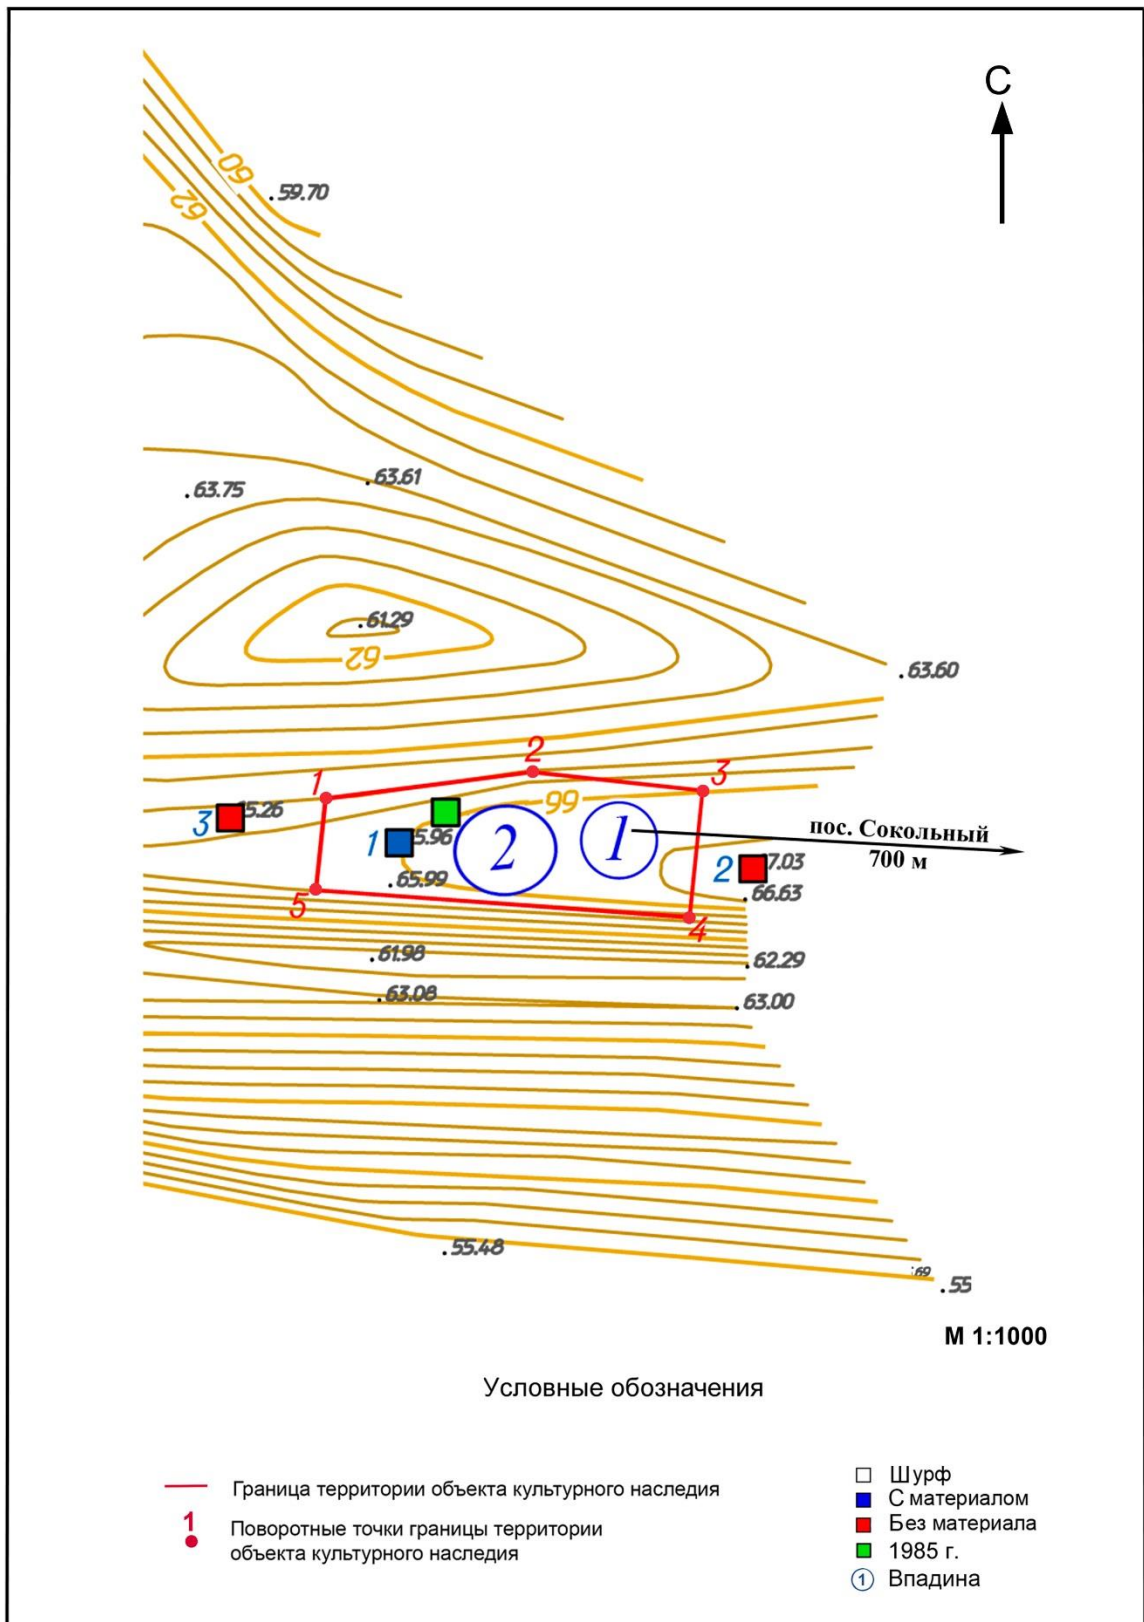 С
60
.59.70
62
.63.61
.63.75
.61.29
62
.63.60
2
1
3
66
3
5.26
1
5.96
2
1
пос. Сокольный
700 м
2
7.03
.65.99
.66.63
5
4
.61.98
.62.29
.63.08
.63.00
.55.48
.69
.55
М 1:1000
Условные обозначения
Граница территории объекта культурного наследия
1
Поворотные точки границы территории
объекта культурного наследия
Шурф
С материалом
Без материала
1985 г.
1 Впадина